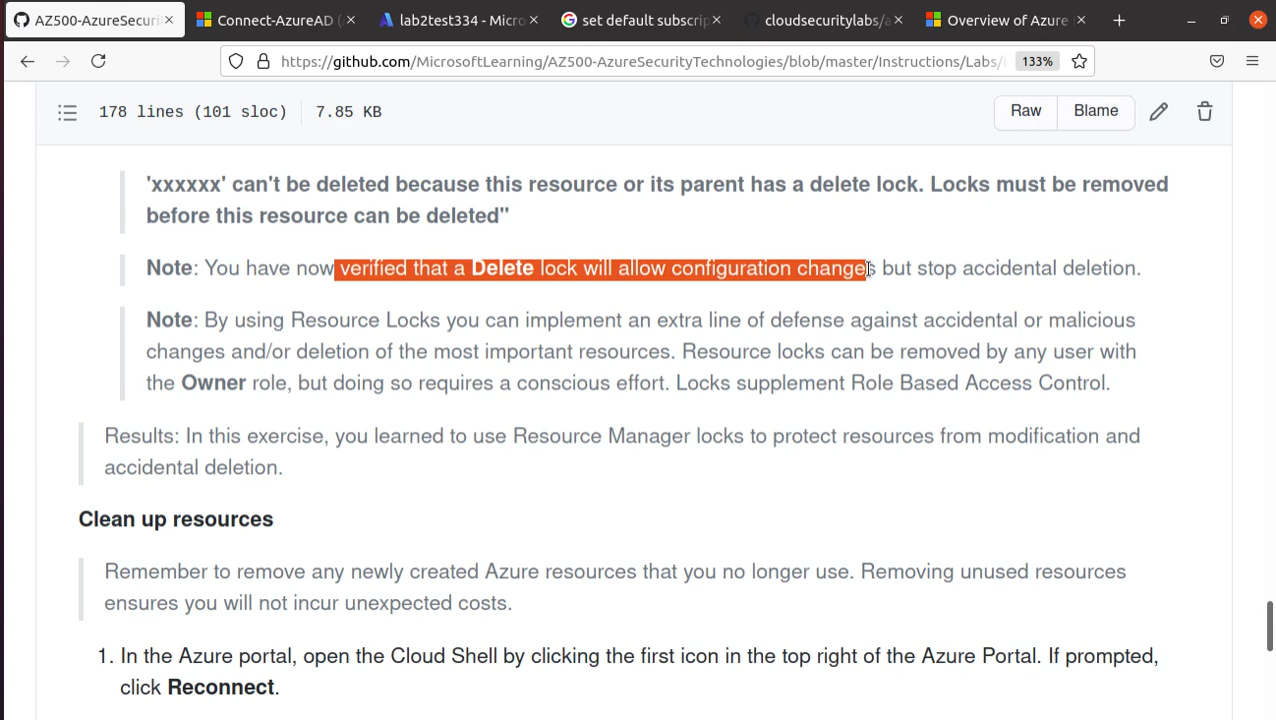 AZ500-AzureSecuri
Connect-AzureAD (
lab2test334 - Micro
set default subscrip
cloudsecuritylabs/a
Overview of Azure
https://github.com/MicrosoftLearning/AZ500-AzureSecurityTechnologies/blob/master/Instructions/Labs/
133%
178 lines (101 sloc) 7.85 KB
Raw Blame
'xxxxxx' can't be deleted because this resource or its parent has a delete lock. Locks must be removed
before this resource can be deleted"
Note: You have now verified that a Delete lock will allow configuration changes but stop accidental deletion.
Note: By using Resource Locks you can implement an extra line of defense against accidental or malicious
changes and/or deletion of the most important resources. Resource locks can be removed by any user with
the Owner role, but doing so requires a conscious effort. Locks supplement Role Based Access Control.
Results: In this exercise, you learned to use Resource Manager locks to protect resources from modification and
accidental deletion.
Clean up resources
Remember to remove any newly created Azure resources that you no longer use. Removing unused resources
ensures you will not incur unexpected costs.
1. In the Azure portal, open the Cloud Shell by clicking the first icon in the top right of the Azure Portal. If prompted,
click Reconnect.